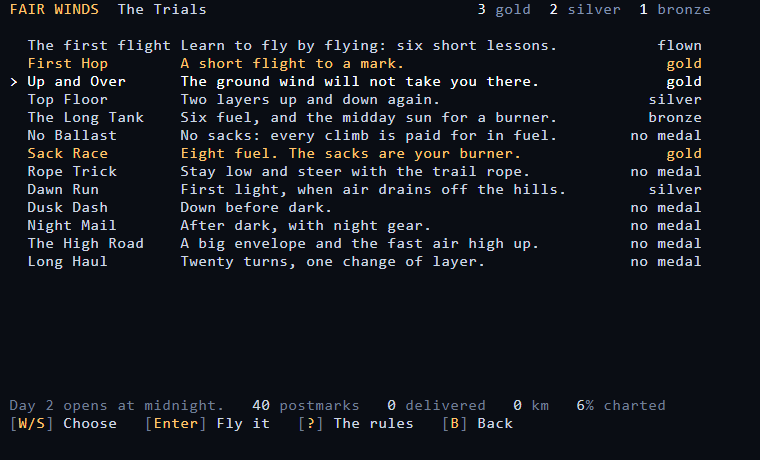 FAIR WINDS The Trials 3 gold 2 silver 1 bronze
The first flight Learn to fly by flying: six short lessons. flown
First Hop A short flight to a mark. gold
> Up and Over The ground wind will not take you there. gold
Top Floor Two layers up and down again. silver
The Long Tank Six fuel, and the midday sun for a burner. bronze
No Ballast No sacks: every climb is paid for in fuel. no medal
Sack Race Eight fuel. The sacks are your burner. gold
Rope Trick Stay low and steer with the trail rope. no medal
Dawn Run First light, when air drains off the hills. silver
Dusk Dash Down before dark. no medal
Night Mail After dark, with night gear. no medal
The High Road A big envelope and the fast air high up. no medal
Long Haul Twenty turns, one change of layer. no medal
Day 2 opens at midnight. 40 postmarks 0 delivered 0 km 6% charted
[W/S] Choose [Enter] Fly it [?] The rules [B] Back